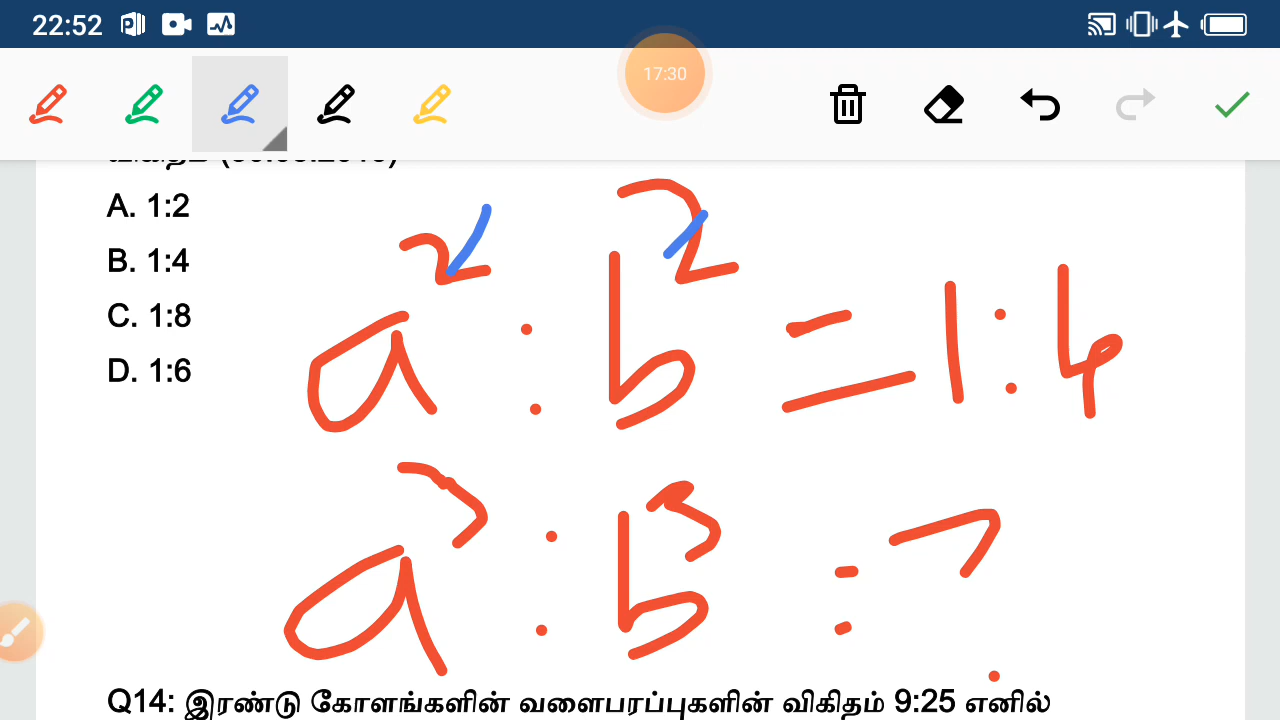 22:52
17:30
A. 1:2
B. 1:4
C. 1:8
D. 1:6
a² : b² = 1:4
a³ : b³ = ?
Q14: இரண்டு கோளங்களின் வளைபரப்புகளின் விகிதம் 9:25 எனில்